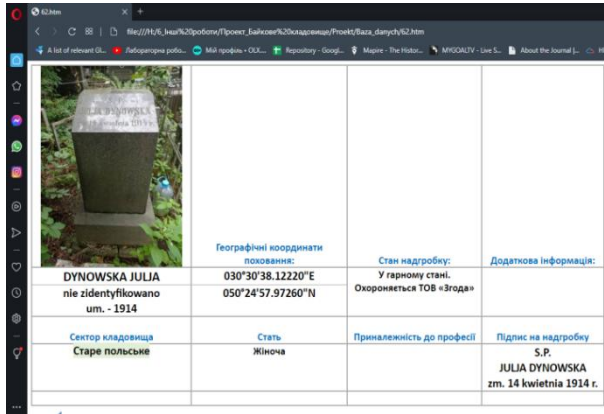 62.htm
file:///H:/6_Інші%20роботи/Проект_Байкове%20кладовище/Proekt/Baza_danych/62.htm
A list of relevant GL...
Лабораторна робо...
Мій профіль • OLX...
Repository - Googl...
Mapire - The Histor...
MYGOALTV - Live S...
About the Journal |...
JULJA DYNOWSKA
Географічні координати
поховання:
Стан надгробку:
Додаткова інформація:
DYNOWSKA JULJA
030°30'38.12220"E
У гарному стані.
Охороняється ТОВ «Згода»
nie zidentyfikowano
um. - 1914
050°24'57.97260"N
Сектор кладовища
Стать
Приналежність до професії
Підпис на надгробку
Старе польське
Жіноча
S.P.
JULJA DYNOWSKA
zm. 14 kwietnia 1914 r.